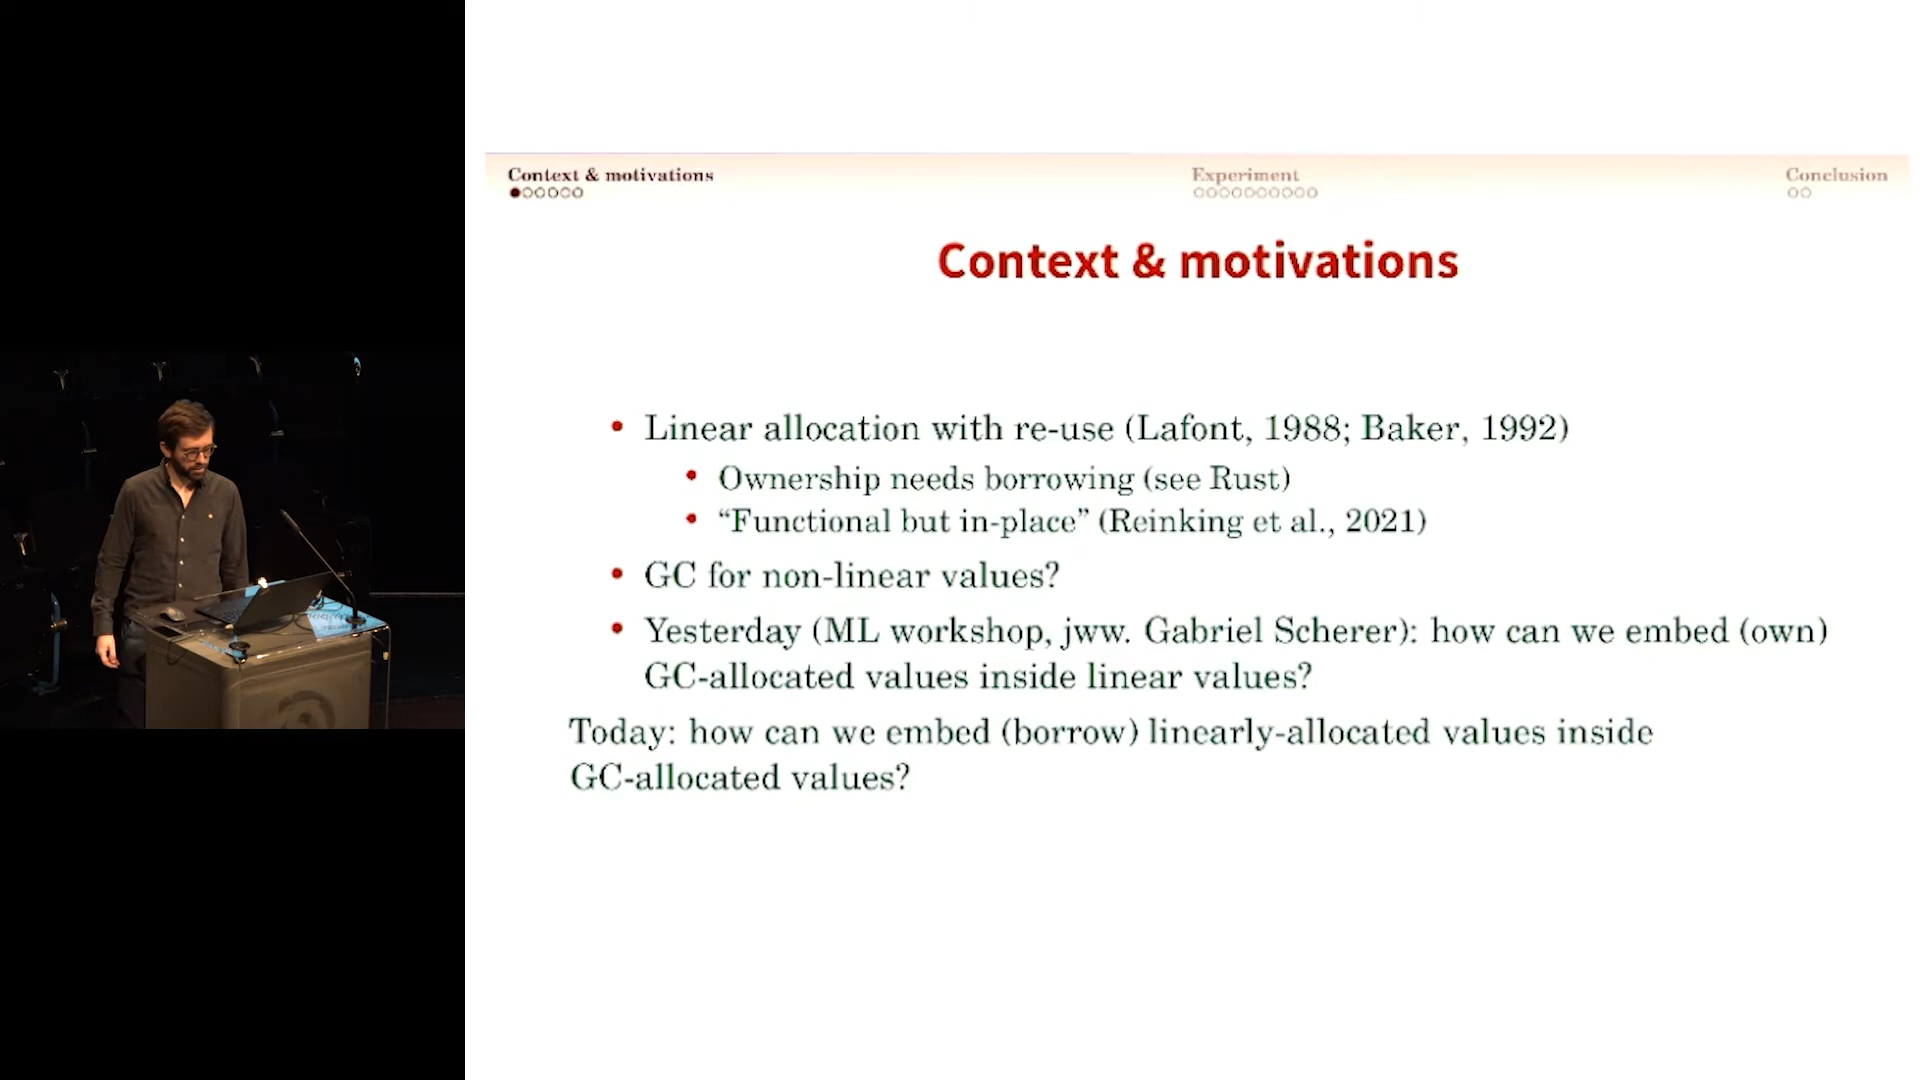 Context & motivations
Experiment
Conclusion
Context & motivations
• Linear allocation with re-use (Lafont, 1988; Baker, 1992)
• Ownership needs borrowing (see Rust)
• “Functional but in-place” (Reinking et al., 2021)
• GC for non-linear values?
• Yesterday (ML workshop, jww. Gabriel Scherer): how can we embed (own)
GC-allocated values inside linear values?
Today: how can we embed (borrow) linearly-allocated values inside
GC-allocated values?